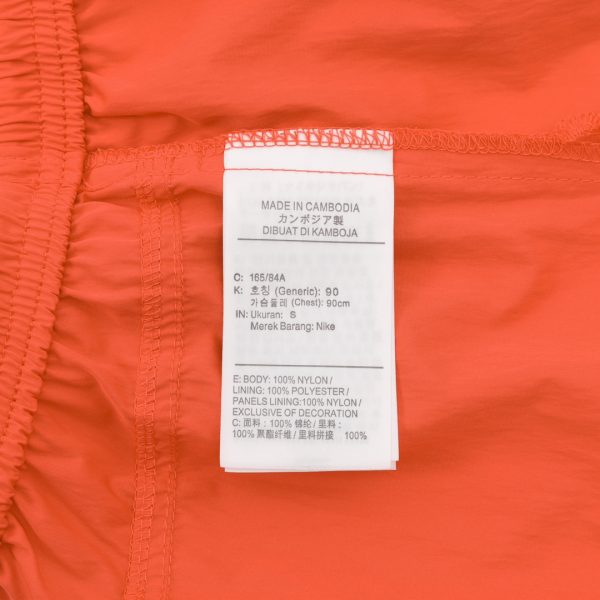 MADE IN CAMBODIA
カンボジア製
DIBUAT DI KAMBOJA
C: 165/84A
K: 호칭 (Generic): 90
가슴둘레 (Chest): 90cm
IN: Ukuran: S
Merek Barang: Nike
E: BODY: 100% NYLON /
LINING: 100% POLYESTER /
PANELS LINING:100% NYLON /
EXCLUSIVE OF DECORATION
C: 面料 : 100% 锦纶 / 里料 :
100% 聚酯纤维 / 里料拼接 100%